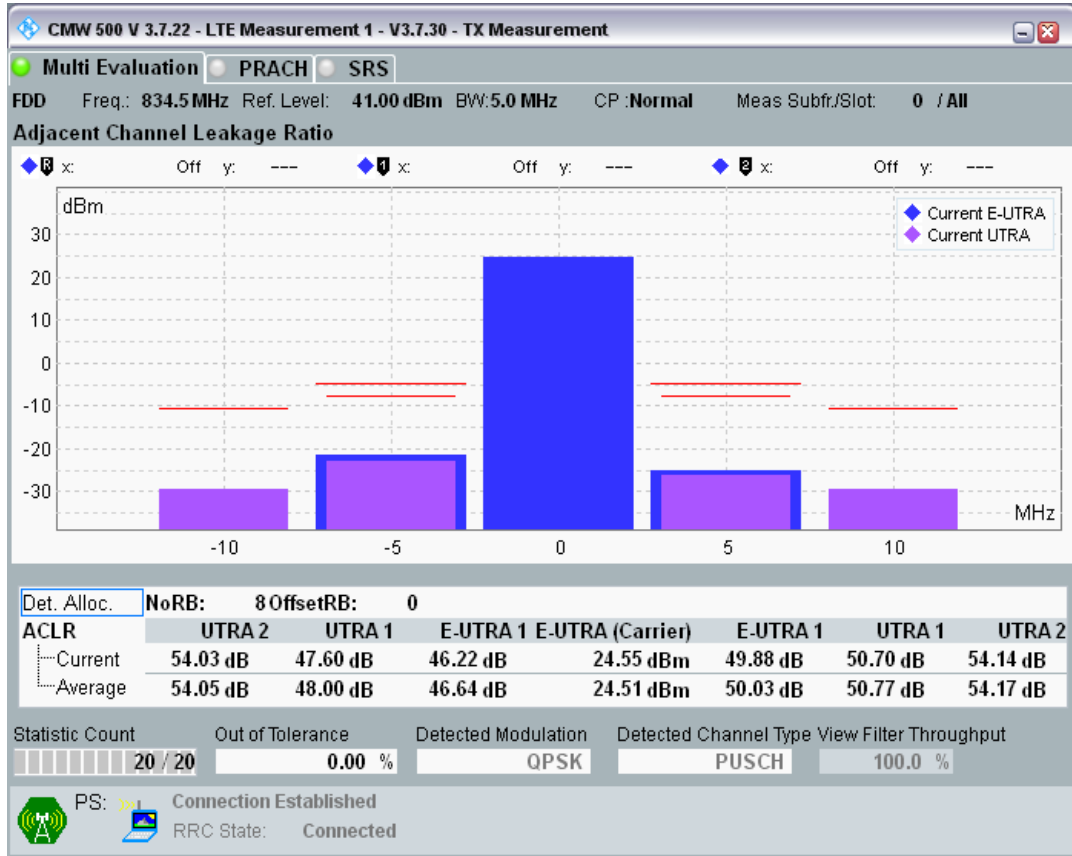 CMW 500 V 3.7.22 - LTE Measurement 1 - V3.7.30 - TX Measurement
Multi Evaluation PRACH SRS
FDD Freq.: 834.5 MHz Ref. Level: 41.00 dBm BW:5.0 MHz CP :Normal Meas Subfr./Slot: 0 / All
Adjacent Channel Leakage Ratio
R x: Off y: --- 1 x: Off y: --- 2 x: Off y: ---
dBm
Current E-UTRA
Current UTRA
30
20
10
0
-10
-20
-30
MHz
-10 -5 0 5 10
Det. Alloc. NoRB: 8 OffsetRB: 0
ACLR UTRA 2 UTRA 1 E-UTRA 1 E-UTRA (Carrier) E-UTRA 1 UTRA 1 UTRA 2
Current 54.03 dB 47.60 dB 46.22 dB 24.55 dBm 49.88 dB 50.70 dB 54.14 dB
Average 54.05 dB 48.00 dB 46.64 dB 24.51 dBm 50.03 dB 50.77 dB 54.17 dB
Statistic Count Out of Tolerance Detected Modulation Detected Channel Type View Filter Throughput
20 / 20 0.00 % QPSK PUSCH 100.0 %
PS: Connection Established
RRC State: Connected